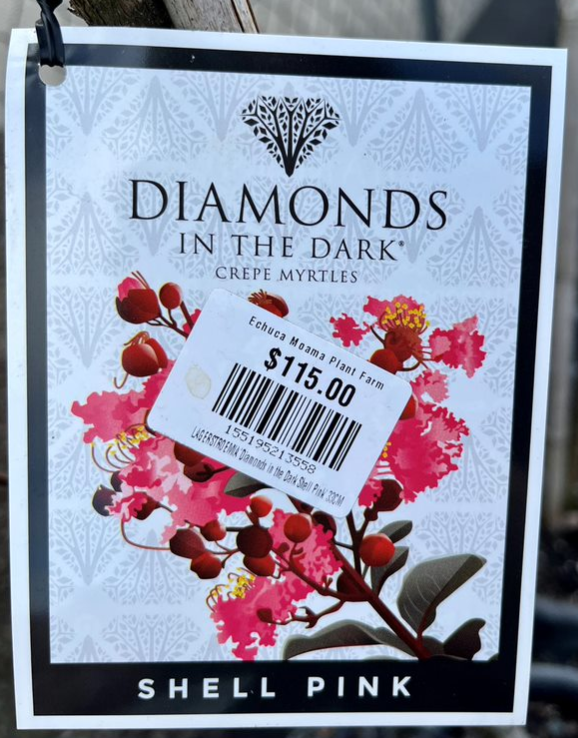 DIAMONDS
IN THE DARK®
CREPE MYRTLES
Echuca Moama Plant Farm
$115.00
155195213558
LAGERSTROEMIA 'Diamonds in the Dark Shell Pink' 33CM
SHELL PINK